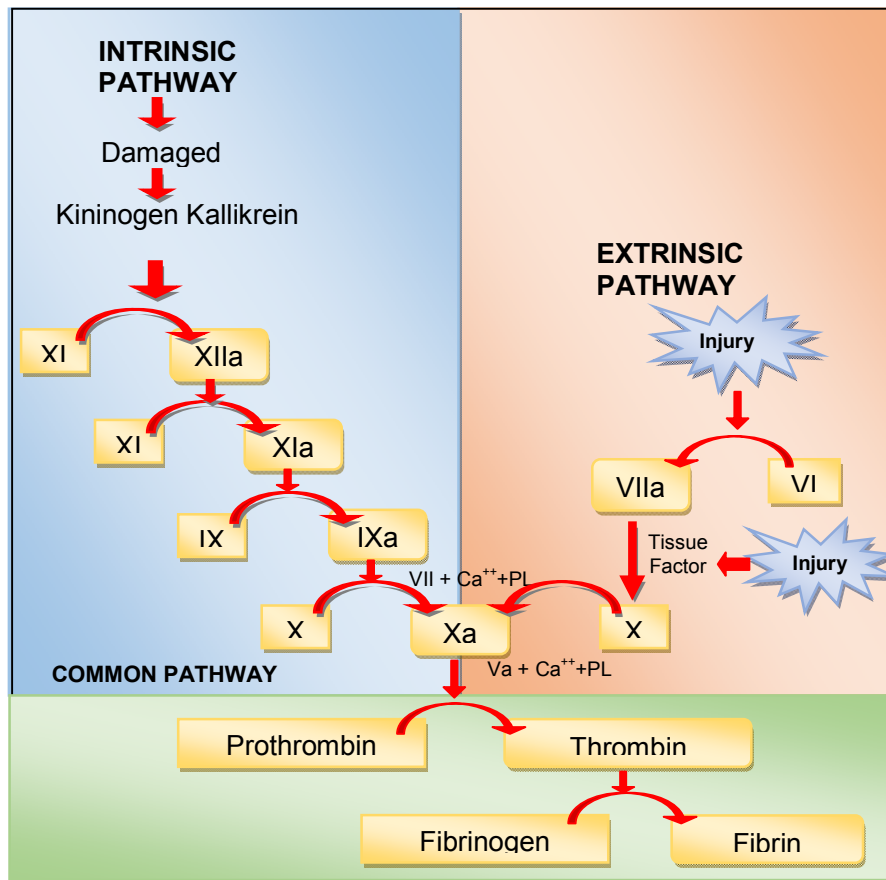 INTRINSIC
PATHWAY
Damaged
Kininogen Kallikrein
XI
XIIa
XI
XIa
IX
IXa
VII + Ca⁺⁺+PL
X
Xa
EXTRINSIC
PATHWAY
Injury
VIIa
VI
Tissue
Factor
Injury
X
Va + Ca⁺⁺+PL
COMMON PATHWAY
Prothrombin
Thrombin
Fibrinogen
Fibrin